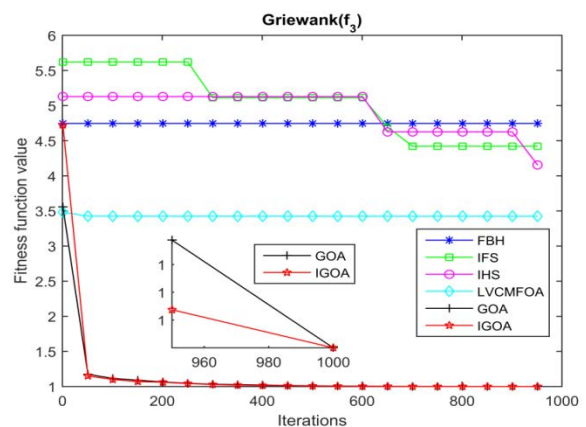 Griewank(f3)
6
5.5
5
4.5
4
3.5
3
2.5
2
1.5
1
Fitness function value
0
200
400
600
800
1000
Iterations
1
1
1
1
1
960
980
1000
GOA
IGOA
FBH
IFS
IHS
LVCMFOA
GOA
IGOA